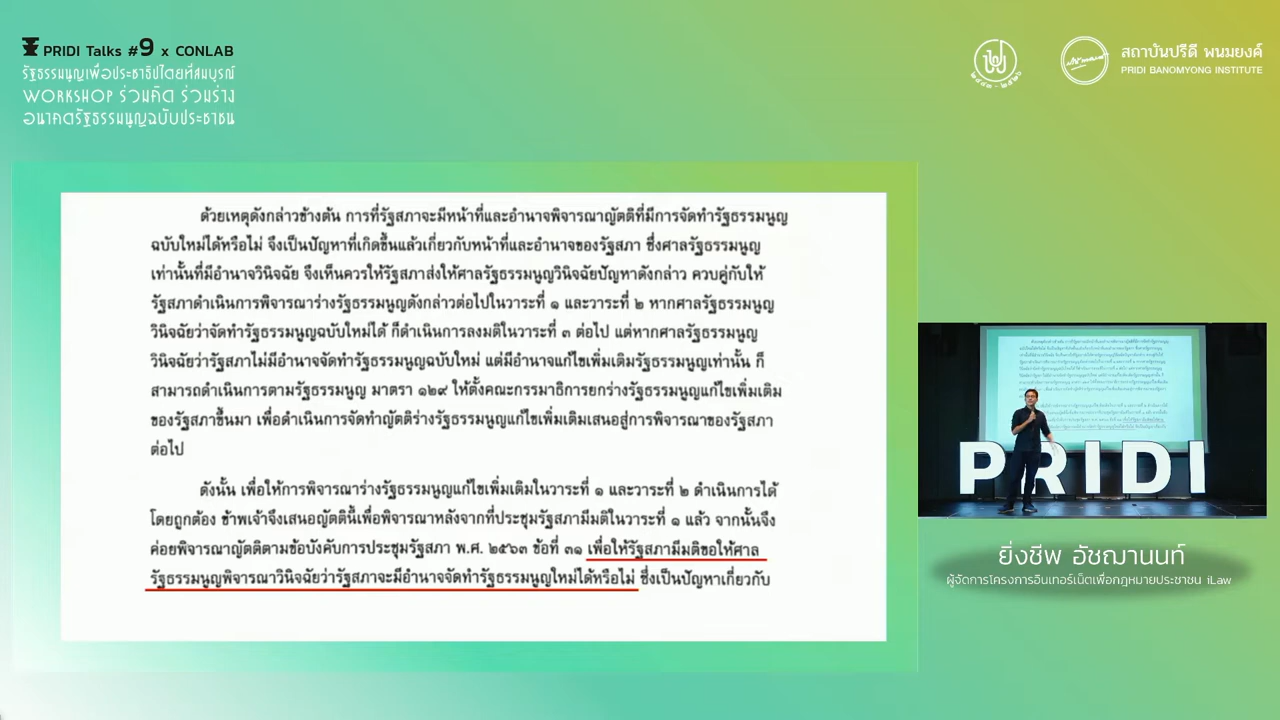 PRIDI Talks #9 x CONLAB
รัฐธรรมนูญเพื่อประชาธิปไตยที่สมบูรณ์
WORKSHOP ร่วมคิด ร่วมร่าง
อนาคตรัฐธรรมนูญฉบับประชาชน
๒๔๔๓ - ๒๕๒๖
สถาบันปรีดี พนมยงค์
PRIDI BANOMYONG INSTITUTE
ด้วยเหตุดังกล่าวข้างต้น การที่รัฐสภาจะมีหน้าที่และอำนาจพิจารณาญัตติที่มีการจัดทำรัฐธรรมนูญ
ฉบับใหม่ได้หรือไม่ จึงเป็นปัญหาที่เกิดขึ้นแล้วเกี่ยวกับหน้าที่และอำนาจของรัฐสภา ซึ่งศาลรัฐธรรมนูญ
เท่านั้นที่มีอำนาจวินิจฉัย จึงเห็นควรให้รัฐสภาส่งให้ศาลรัฐธรรมนูญวินิจฉัยปัญหาดังกล่าว ควบคู่กับให้
รัฐสภาดำเนินการพิจารณาร่างรัฐธรรมนูญดังกล่าวต่อไปในวาระที่ ๑ และวาระที่ ๒ หากศาลรัฐธรรมนูญ
วินิจฉัยว่าจัดทำรัฐธรรมนูญฉบับใหม่ได้ ก็ดำเนินการลงมติในวาระที่ ๓ ต่อไป แต่หากศาลรัฐธรรมนูญ
วินิจฉัยว่ารัฐสภาไม่มีอำนาจจัดทำรัฐธรรมนูญฉบับใหม่ แต่มีอำนาจแก้ไขเพิ่มเติมรัฐธรรมนูญเท่านั้น ก็
สามารถดำเนินการตามรัฐธรรมนูญ มาตรา ๑๒๙ ให้ตั้งคณะกรรมาธิการยกร่างรัฐธรรมนูญแก้ไขเพิ่มเติม
ของรัฐสภาขึ้นมา เพื่อดำเนินการจัดทำญัตติร่างรัฐธรรมนูญแก้ไขเพิ่มเติมเสนอสู่การพิจารณาของรัฐสภา
ต่อไป
ดังนั้น เพื่อให้การพิจารณาร่างรัฐธรรมนูญแก้ไขเพิ่มเติมในวาระที่ ๑ และวาระที่ ๒ ดำเนินการได้
โดยถูกต้อง ข้าพเจ้าจึงเสนอญัตตินี้เพื่อพิจารณาหลังจากที่ประชุมรัฐสภามีมติในวาระที่ ๑ แล้ว จากนั้นจึง
ค่อยพิจารณาญัตติตามข้อบังคับการประชุมรัฐสภา พ.ศ. ๒๕๖๓ ข้อที่ ๓๑ เพื่อให้รัฐสภามีมติขอให้ศาล
รัฐธรรมนูญพิจารณาวินิจฉัยว่ารัฐสภาจะมีอำนาจจัดทำรัฐธรรมนูญใหม่ได้หรือไม่ ซึ่งเป็นปัญหาเกี่ยวกับ
PRIDI
ยิ่งชีพ อัชฌานนท์
ผู้จัดการโครงการอินเทอร์เน็ตเพื่อกฎหมายประชาชน iLaw